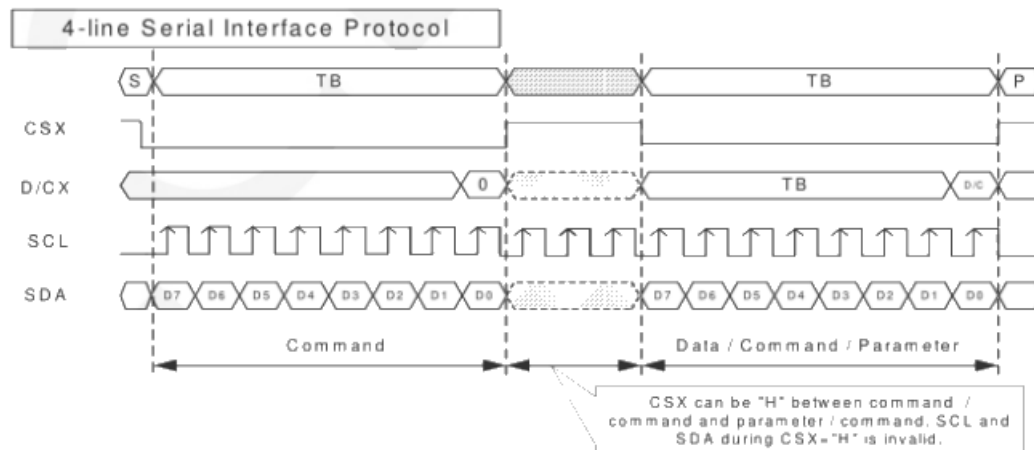 4-line Serial Interface Protocol
S TB TB P
CSX
D/CX 0 TB D/C
SCL
SDA D7 D6 D5 D4 D3 D2 D1 D0 D7 D6 D5 D4 D3 D2 D1 D0
Command Data / Command / Parameter
CSX can be "H" between command /
command and parameter / command. SCL and
SDA during CSX="H" is invalid.